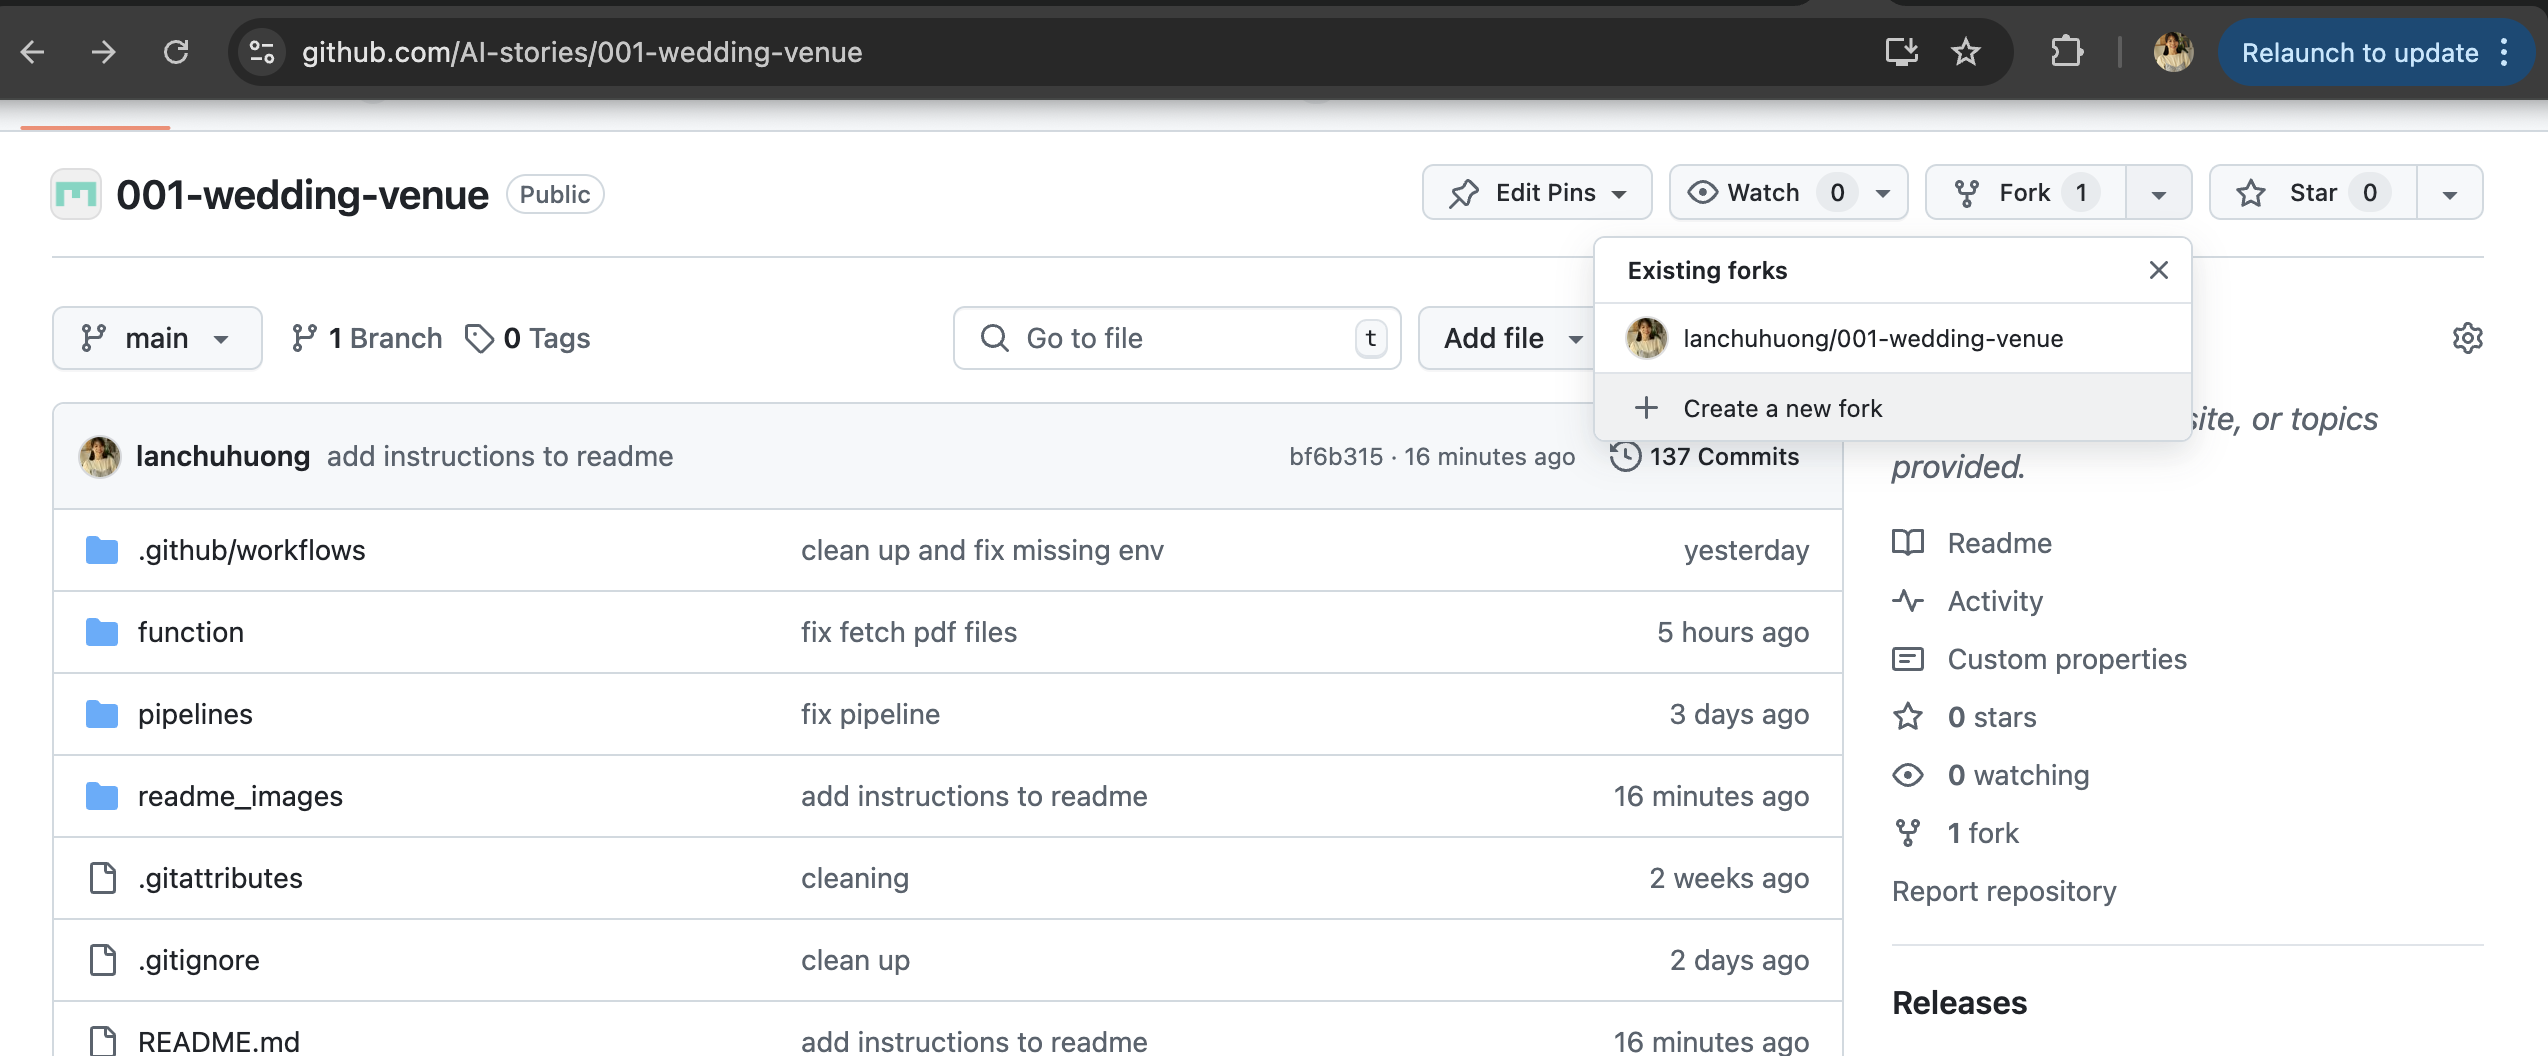 github.com/AI-stories/001-wedding-venue
Relaunch to update
001-wedding-venue Public
Edit Pins
Watch 0
Fork 1
Star 0
Existing forks
lanchuhuong/001-wedding-venue
Create a new fork
main
1 Branch
0 Tags
Go to file t
Add file
lanchuhuong add instructions to readme bf6b315 · 16 minutes ago 137 Commits
.github/workflows clean up and fix missing env yesterday
function fix fetch pdf files 5 hours ago
pipelines fix pipeline 3 days ago
readme_images add instructions to readme 16 minutes ago
.gitattributes cleaning 2 weeks ago
.gitignore clean up 2 days ago
README.md add instructions to readme 16 minutes ago
site, or topics
provided.
Readme
Activity
Custom properties
0 stars
0 watching
1 fork
Report repository
Releases